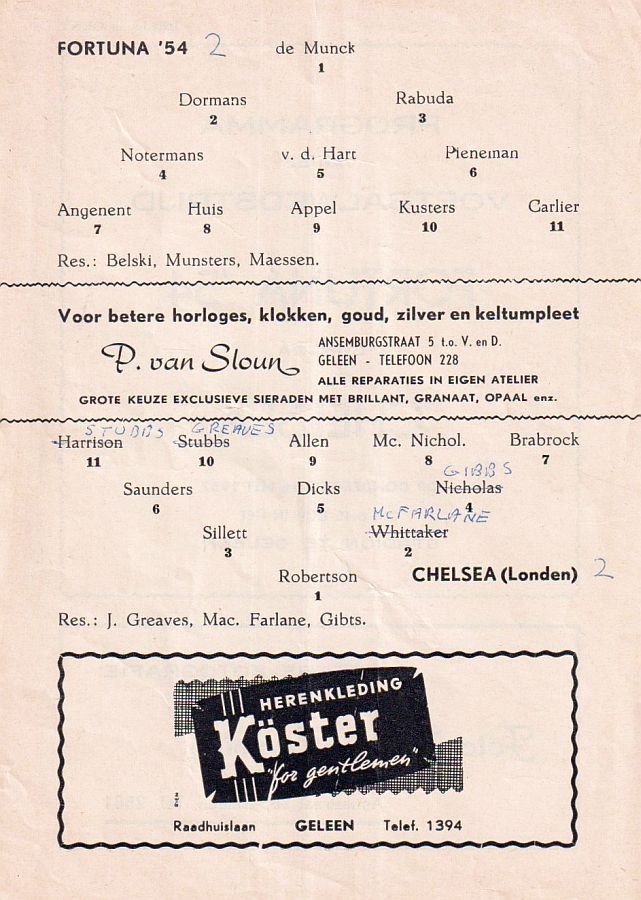 FORTUNA '54 2 de Munck
1
Dormans Rabuda
2 3
Notermans v. d. Hart Pieneman
4 5 6
Angenent Huis Appel Kusters Carlier
7 8 9 10 11
Res.: Belski, Munsters, Maessen.
Voor betere horloges, klokken, goud, zilver en keltumpleet
P. van Sloun
ANSEMBURGSTRAAT 5 t.o. V. en D.
GELEEN - TELEFOON 228
ALLE REPARATIES IN EIGEN ATELIER
GROTE KEUZE EXCLUSIEVE SIERADEN MET BRILLANT, GRANAAT, OPAAL enz.
STUBBS GREAVES
Harrison Stubbs Allen Mc. Nichol. Brabrock
11 10 9 8 7
GIBBS
Saunders Dicks Nicholas
6 5 4
McFARLANE
Sillett Whittaker
3 2
Robertson CHELSEA (Londen) 2
1
Res.: J. Greaves, Mac. Farlane, Gibts.
HERENKLEDING
Köster
"for gentlemen"
Raadhuislaan GELEEN Telef. 1394